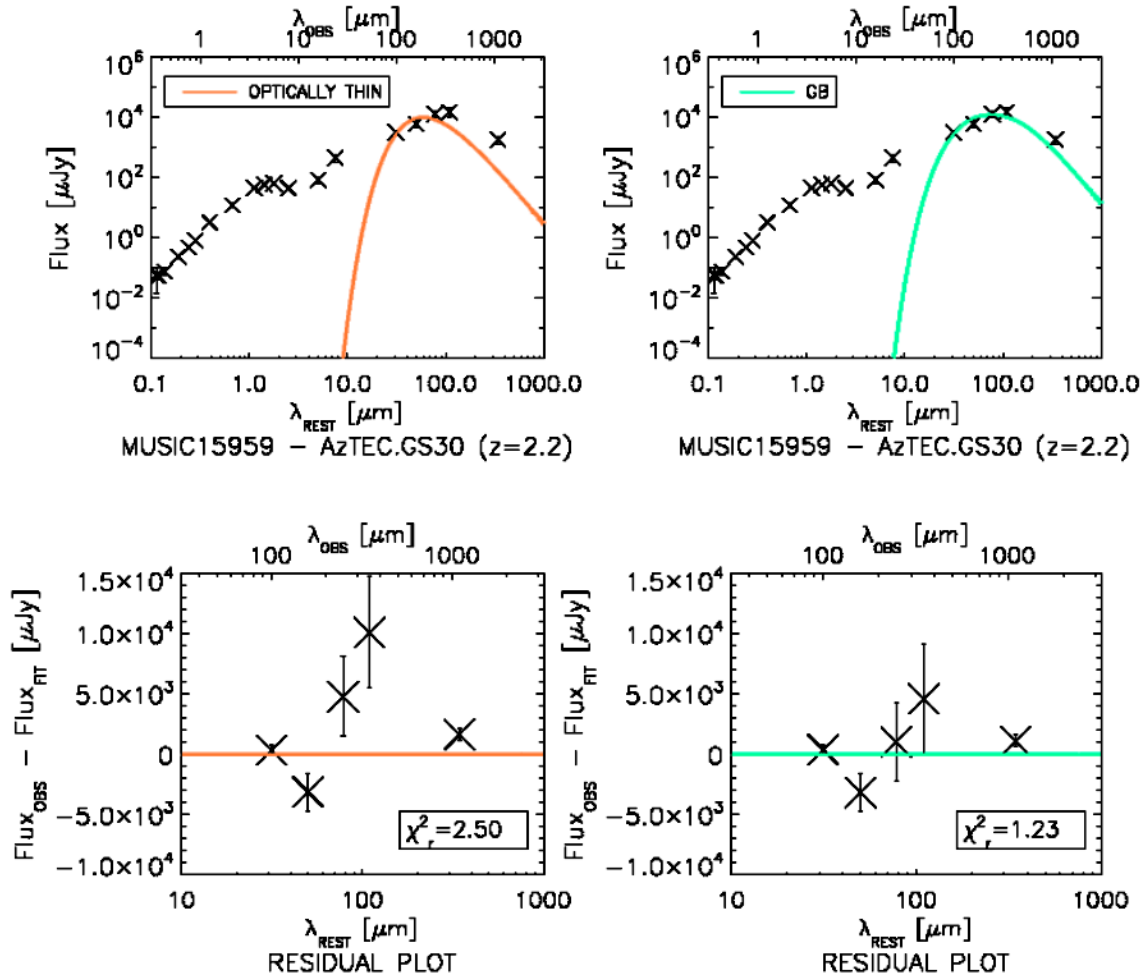 λOBS [μm]
1 10 100 1000
10^6
10^4
10^2
10^0
10^-2
10^-4
Flux [μJy]
OPTICALLY THIN
0.1 1.0 10.0 100.0 1000.0
λREST [μm]
MUSIC15959 – AzTEC.GS30 (z=2.2)
λOBS [μm]
1 10 100 1000
10^6
10^4
10^2
10^0
10^-2
10^-4
Flux [μJy]
GB
0.1 1.0 10.0 100.0 1000.0
λREST [μm]
MUSIC15959 – AzTEC.GS30 (z=2.2)
λOBS [μm]
100 1000
1.5×10^4
1.0×10^4
5.0×10^3
0
−5.0×10^3
−1.0×10^4
FluxOBS − FluxFIT [μJy]
χ²r=2.50
10 100 1000
λREST [μm]
RESIDUAL PLOT
λOBS [μm]
100 1000
1.5×10^4
1.0×10^4
5.0×10^3
0
−5.0×10^3
−1.0×10^4
FluxOBS − FluxFIT [μJy]
χ²r=1.23
10 100 1000
λREST [μm]
RESIDUAL PLOT